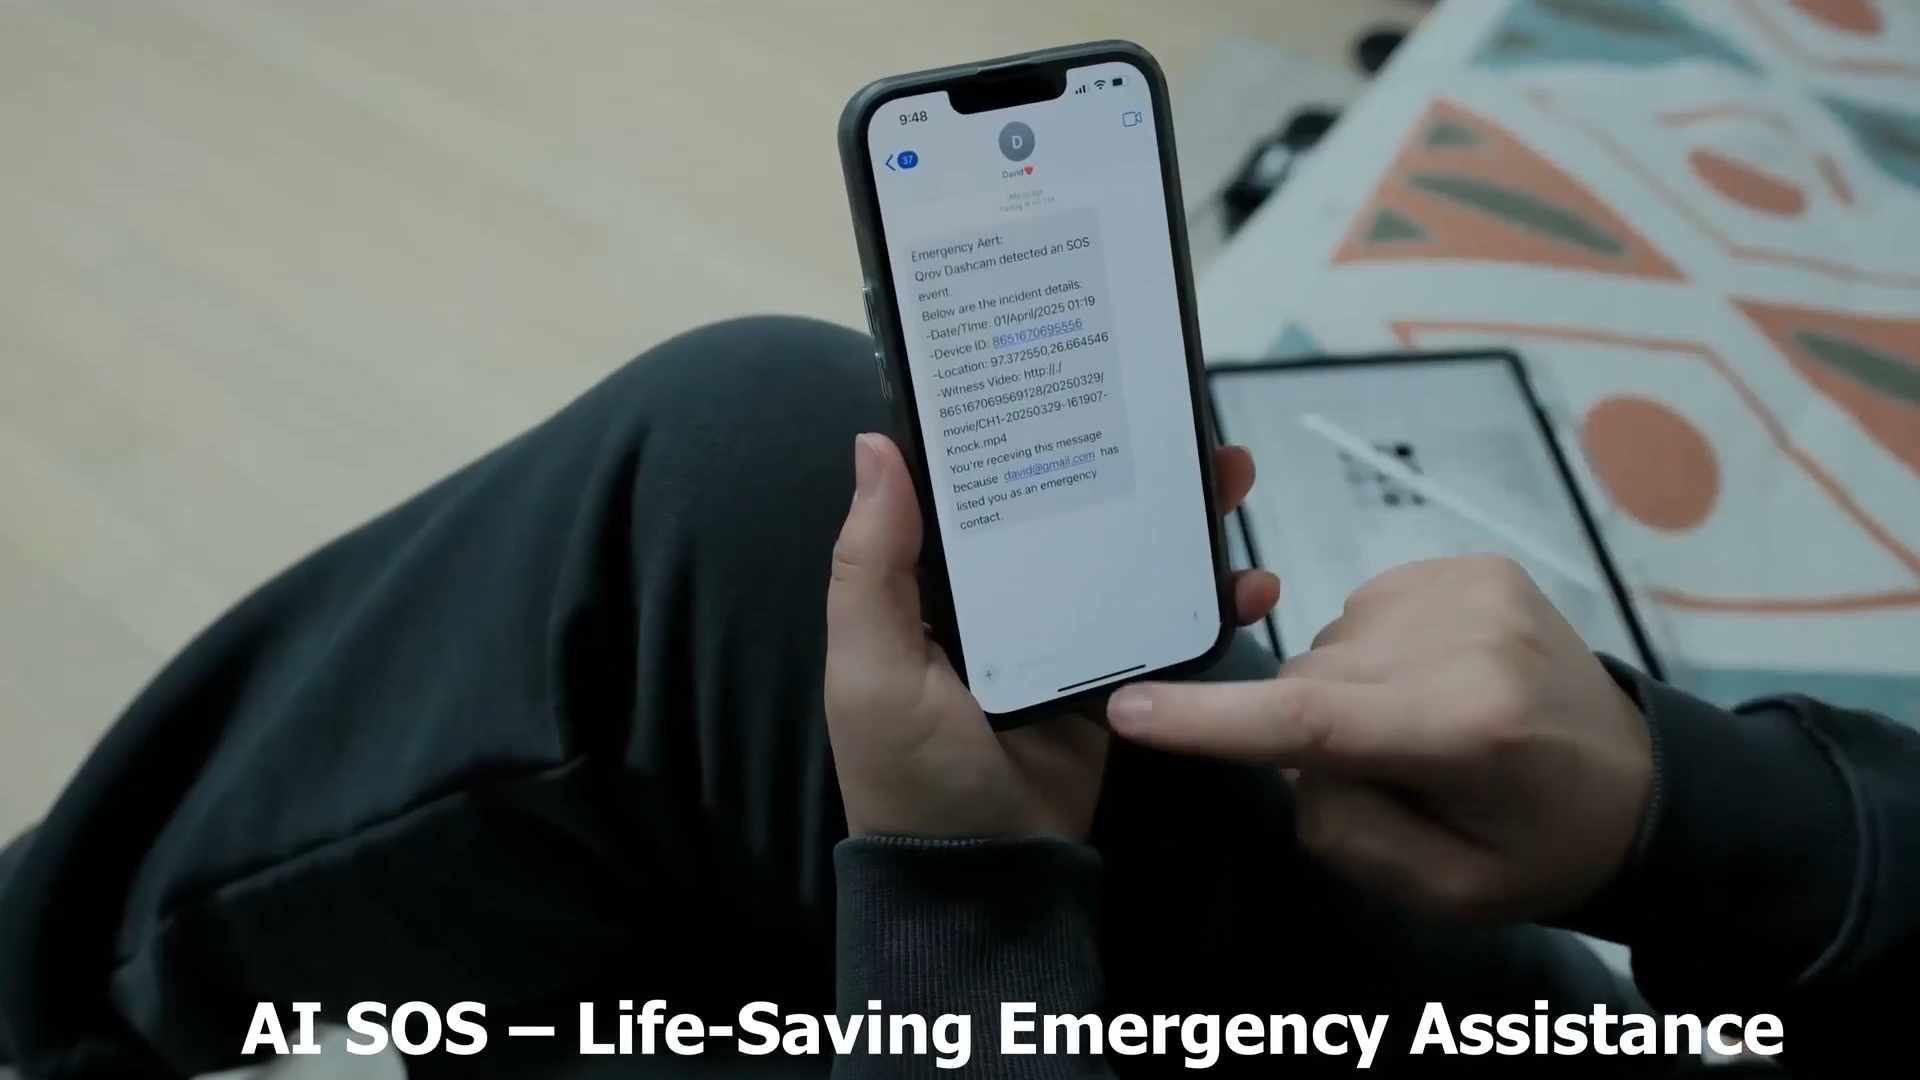 9:48
37
D
David❤️
iMessage
Emergency Aert:
Qrov Dashcam detected an SOS
event.
Below are the incident details:
-Date/TIme: 01/April/2025 01:19
-Device ID: 8651670695556
-Location: 97.372550,26.664546
-Witness Video: http://./
865167069569128/20250329/
movie/CH1-20250329-161907-
Knock.mp4
You're receving this message
because david@gmail.com has
listed you as an emergency
contact.
AI SOS – Life-Saving Emergency Assistance